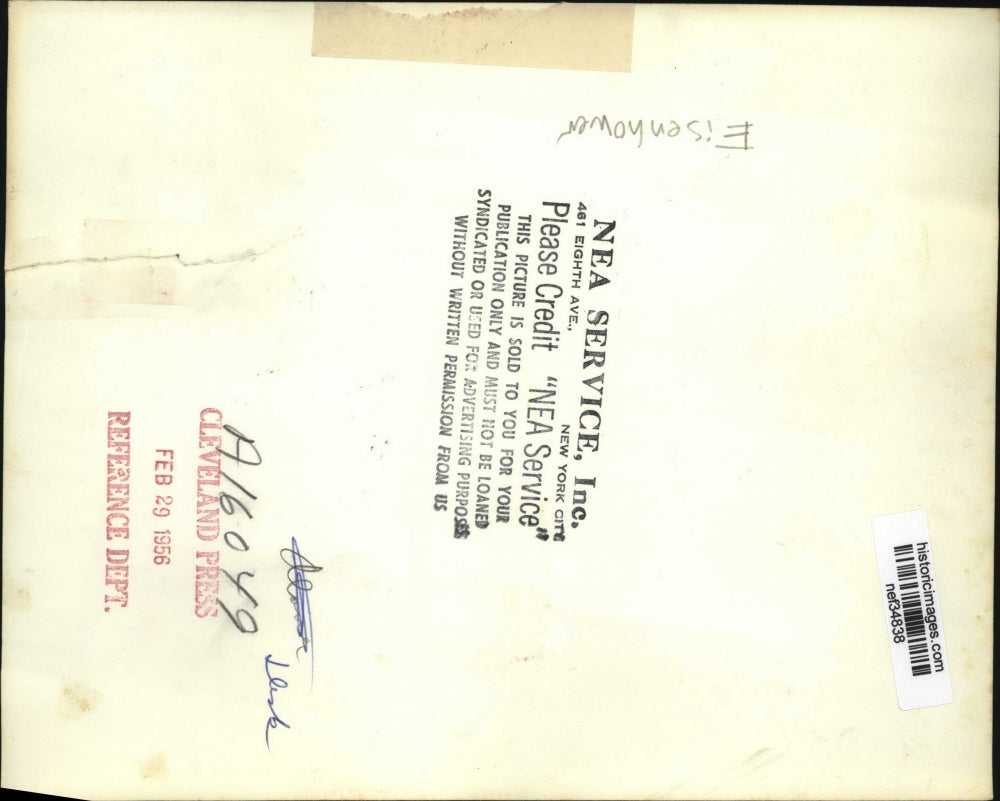 Eisenhower
NEA SERVICE, Inc.
461 EIGHTH AVE., NEW YORK CITY
Please Credit "NEA Service"
THIS PICTURE IS SOLD TO YOU FOR YOUR
PUBLICATION ONLY AND MUST NOT BE LOANED
SYNDICATED OR USED FOR ADVERTISING PURPOSES
WITHOUT WRITTEN PERMISSION FROM US
A16049
CLEVELAND PRESS
FEB 29 1956
REFERENCE DEPT.
Desk
historicimages.com
nef34838